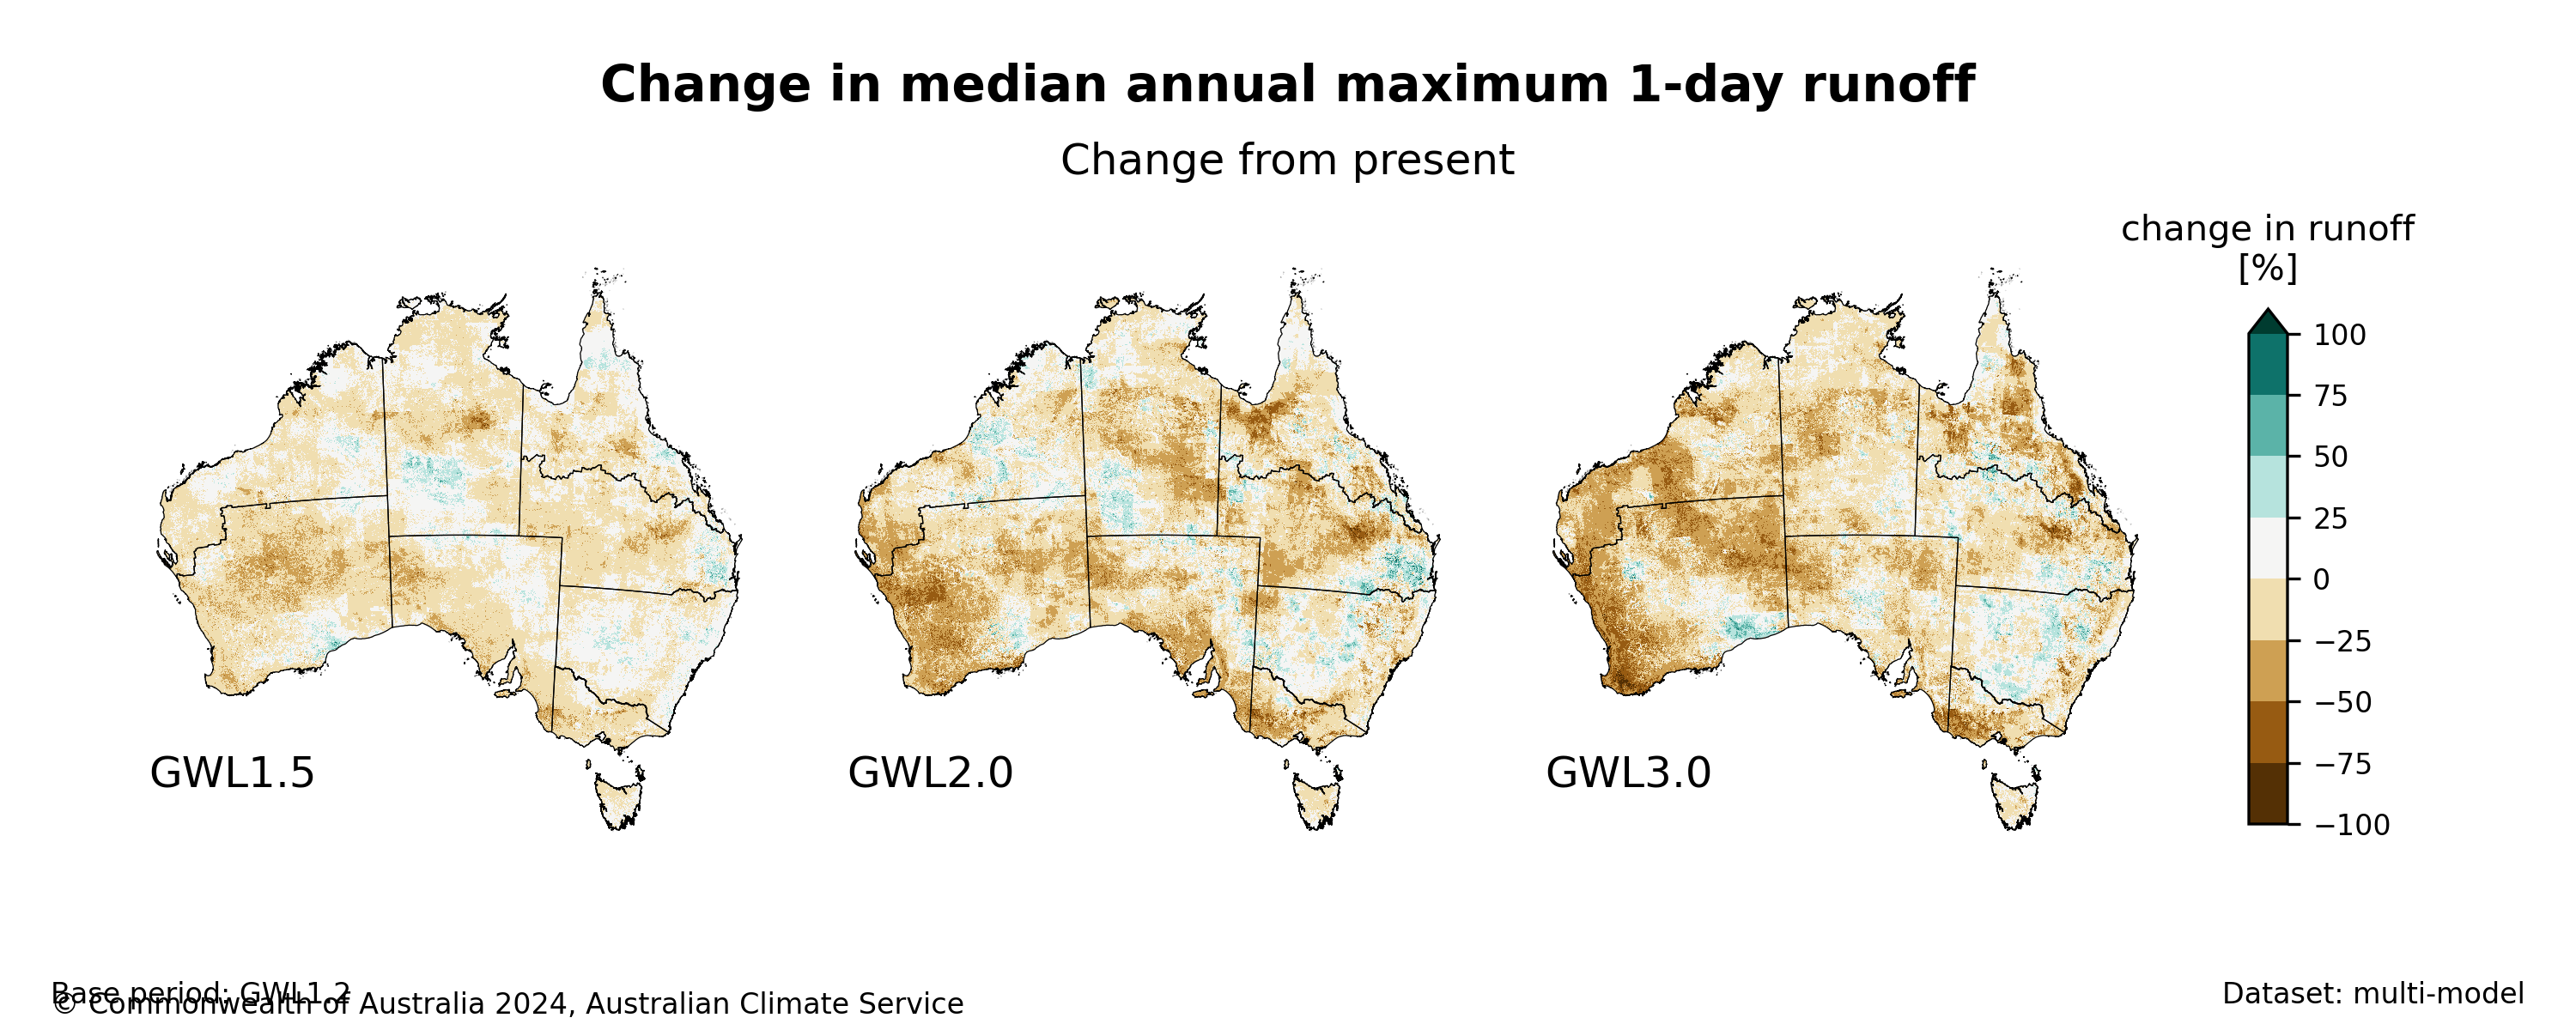 Change in median annual maximum 1-day runoff
Change from present
change in runoff
[%]
100
75
50
25
0
−25
−50
−75
−100
GWL1.5
GWL2.0
GWL3.0
Base period: GWL1.2
© Commonwealth of Australia 2024, Australian Climate Service
Dataset: multi-model